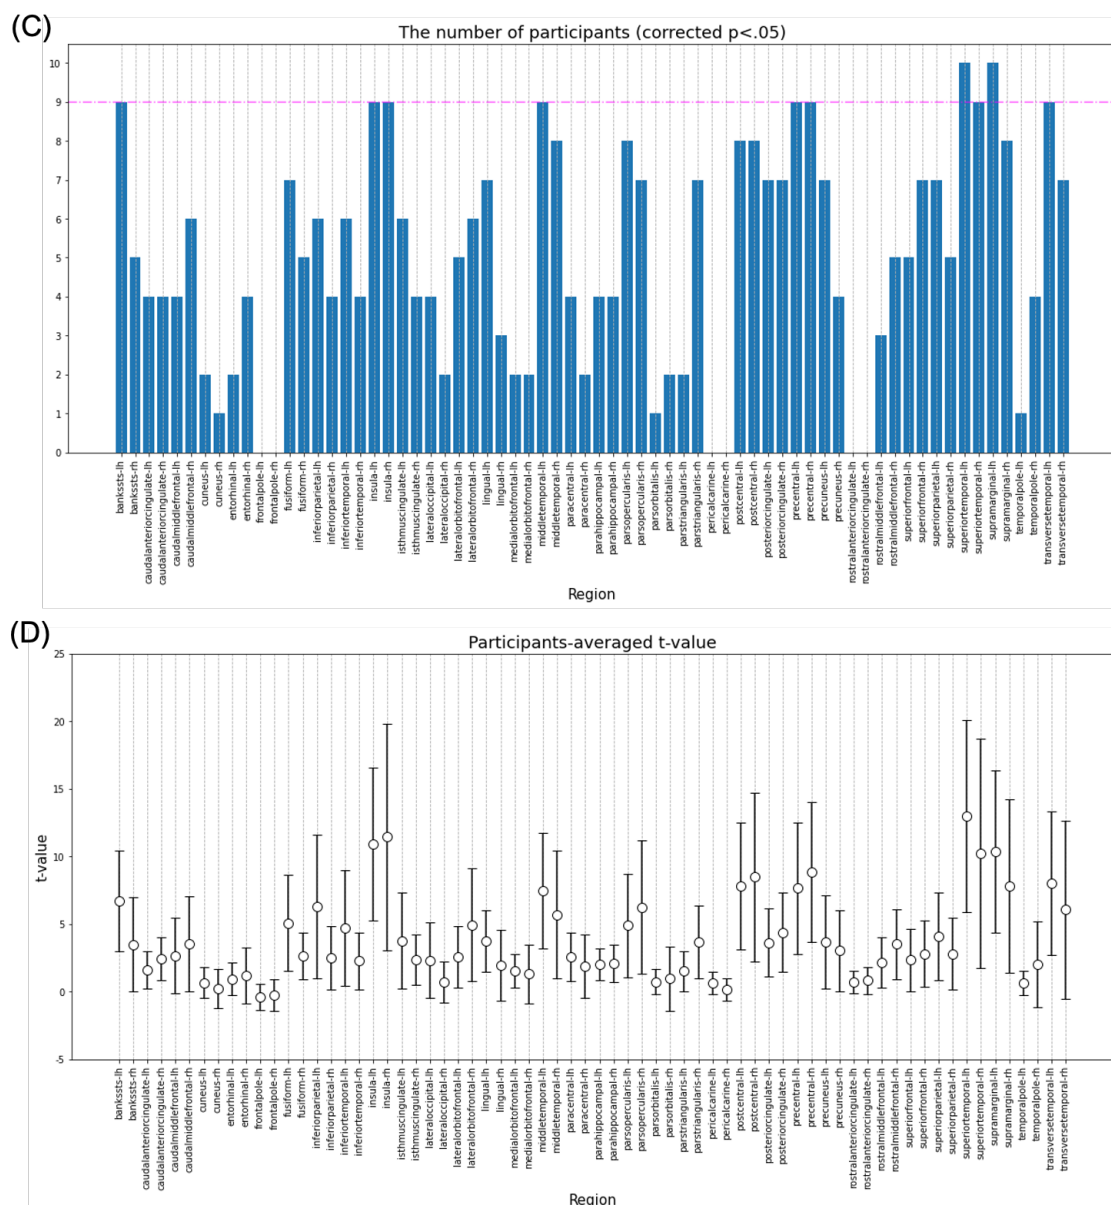 (C)
The number of participants (corrected p<.05)
10
9
8
7
6
5
4
3
2
1
0
bankssts-lh
bankssts-rh
caudalanteriorcingulate-lh
caudalanteriorcingulate-rh
caudalmiddlefrontal-lh
caudalmiddlefrontal-rh
cuneus-lh
cuneus-rh
entorhinal-lh
entorhinal-rh
frontalpole-lh
frontalpole-rh
fusiform-lh
fusiform-rh
inferiorparietal-lh
inferiorparietal-rh
inferiortemporal-lh
inferiortemporal-rh
insula-lh
insula-rh
isthmuscingulate-lh
isthmuscingulate-rh
lateraloccipital-lh
lateraloccipital-rh
lateralorbitofrontal-lh
lateralorbitofrontal-rh
lingual-lh
lingual-rh
medialorbitofrontal-lh
medialorbitofrontal-rh
middletemporal-lh
middletemporal-rh
paracentral-lh
paracentral-rh
parahippocampal-lh
parahippocampal-rh
parsopercularis-lh
parsopercularis-rh
parsorbitalis-lh
parsorbitalis-rh
parstriangularis-lh
parstriangularis-rh
pericalcarine-lh
pericalcarine-rh
postcentral-lh
postcentral-rh
posteriorcingulate-lh
posteriorcingulate-rh
precentral-lh
precentral-rh
precuneus-lh
precuneus-rh
rostralanteriorcingulate-lh
rostralanteriorcingulate-rh
rostralmiddlefrontal-lh
rostralmiddlefrontal-rh
superiorfrontal-lh
superiorfrontal-rh
superiorparietal-lh
superiorparietal-rh
superiortemporal-lh
superiortemporal-rh
supramarginal-lh
supramarginal-rh
temporalpole-lh
temporalpole-rh
transversetemporal-lh
transversetemporal-rh
Region
(D)
Participants-averaged t-value
25
20
15
10
5
0
-5
t-value
bankssts-lh
bankssts-rh
caudalanteriorcingulate-lh
caudalanteriorcingulate-rh
caudalmiddlefrontal-lh
caudalmiddlefrontal-rh
cuneus-lh
cuneus-rh
entorhinal-lh
entorhinal-rh
frontalpole-lh
frontalpole-rh
fusiform-lh
fusiform-rh
inferiorparietal-lh
inferiorparietal-rh
inferiortemporal-lh
inferiortemporal-rh
insula-lh
insula-rh
isthmuscingulate-lh
isthmuscingulate-rh
lateraloccipital-lh
lateraloccipital-rh
lateralorbitofrontal-lh
lateralorbitofrontal-rh
lingual-lh
lingual-rh
medialorbitofrontal-lh
medialorbitofrontal-rh
middletemporal-lh
middletemporal-rh
paracentral-lh
paracentral-rh
parahippocampal-lh
parahippocampal-rh
parsopercularis-lh
parsopercularis-rh
parsorbitalis-lh
parsorbitalis-rh
parstriangularis-lh
parstriangularis-rh
pericalcarine-lh
pericalcarine-rh
postcentral-lh
postcentral-rh
posteriorcingulate-lh
posteriorcingulate-rh
precentral-lh
precentral-rh
precuneus-lh
precuneus-rh
rostralanteriorcingulate-lh
rostralanteriorcingulate-rh
rostralmiddlefrontal-lh
rostralmiddlefrontal-rh
superiorfrontal-lh
superiorfrontal-rh
superiorparietal-lh
superiorparietal-rh
superiortemporal-lh
superiortemporal-rh
supramarginal-lh
supramarginal-rh
temporalpole-lh
temporalpole-rh
transversetemporal-lh
transversetemporal-rh
Region